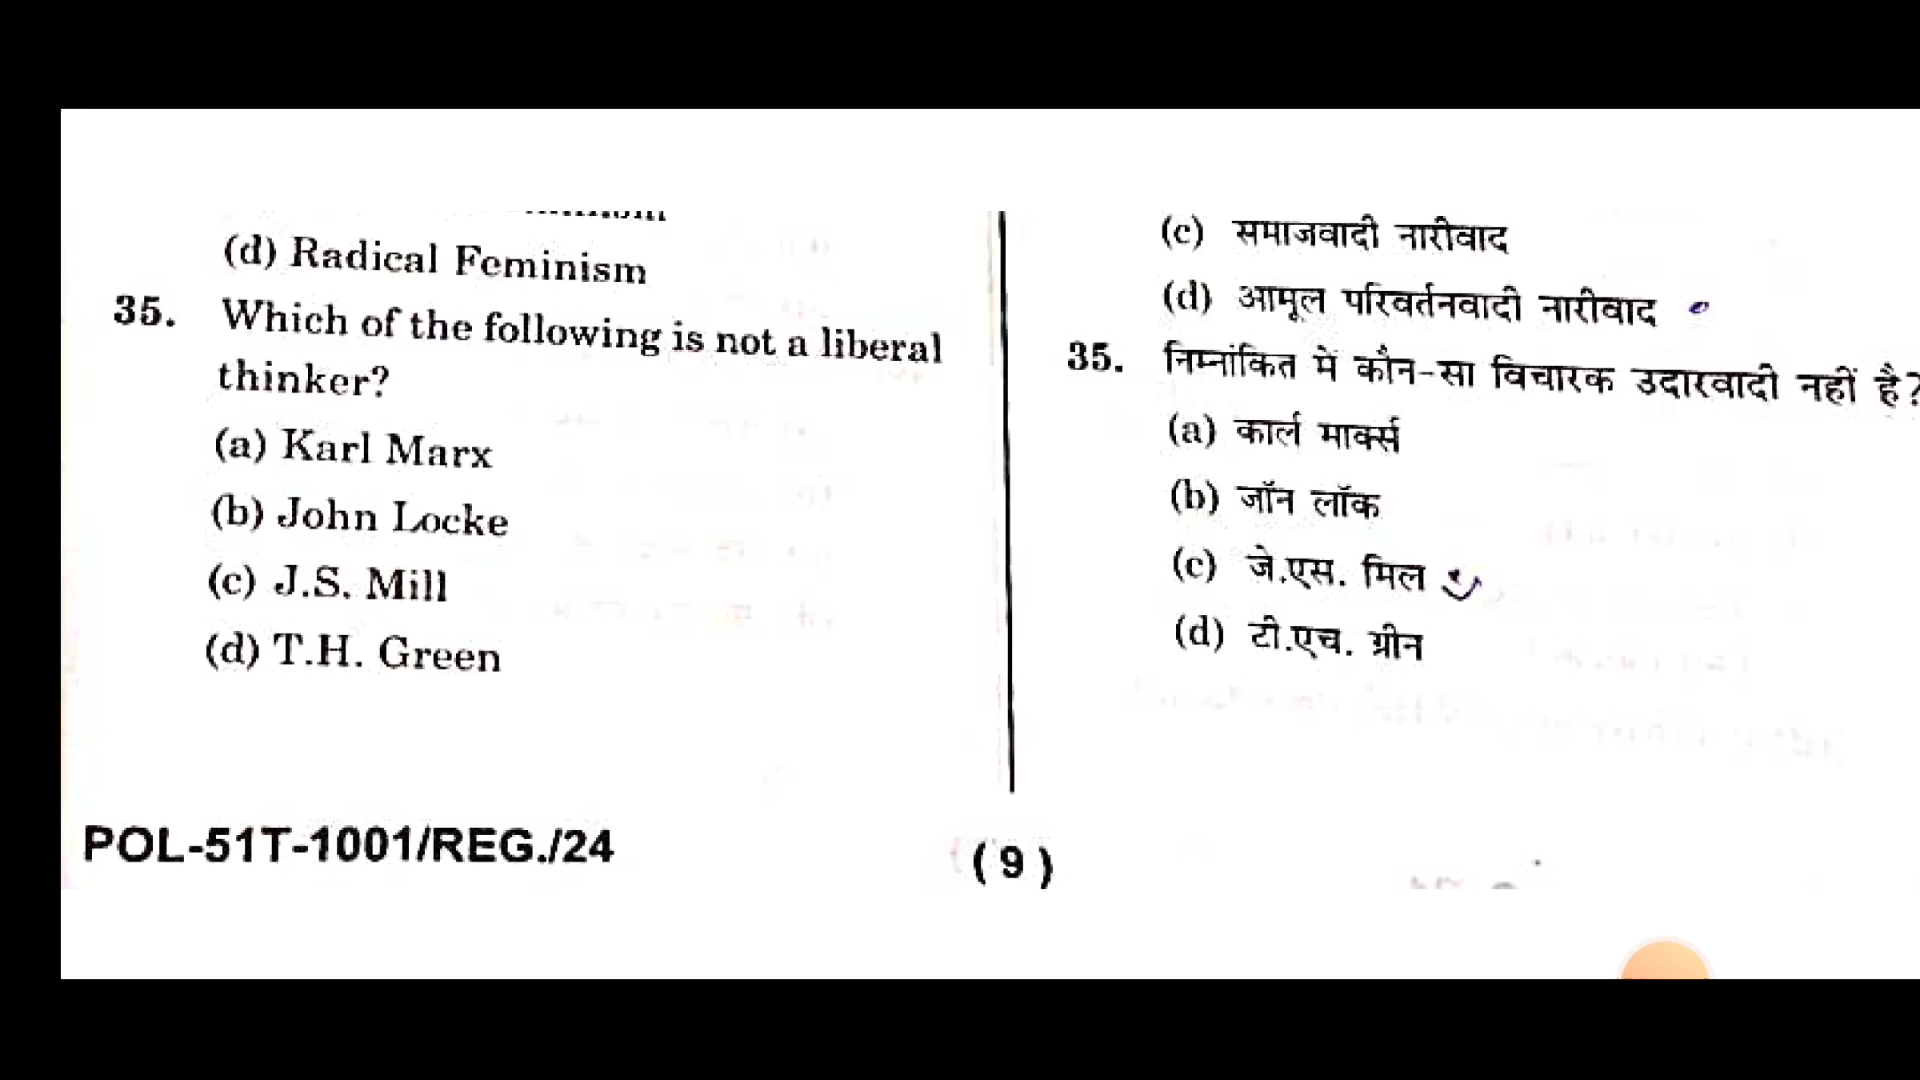 (d) Radical Feminism
35. Which of the following is not a liberal
thinker?
(a) Karl Marx
(b) John Locke
(c) J.S. Mill
(d) T.H. Green
(c) समाजवादी नारीवाद
(d) आमूल परिवर्तनवादी नारीवाद
35. निम्नांकित में कौन-सा विचारक उदारवादी नहीं है?
(a) कार्ल मार्क्स
(b) जॉन लॉक
(c) जे.एस. मिल
(d) टी.एच. ग्रीन
POL-51T-1001/REG./24
(9)